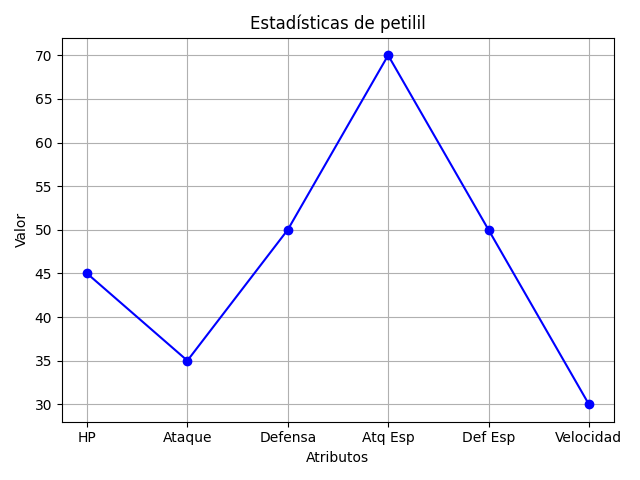 Estadísticas de petilil
Valor
70
65
60
55
50
45
40
35
30
HP Ataque Defensa Atq Esp Def Esp Velocidad
Atributos